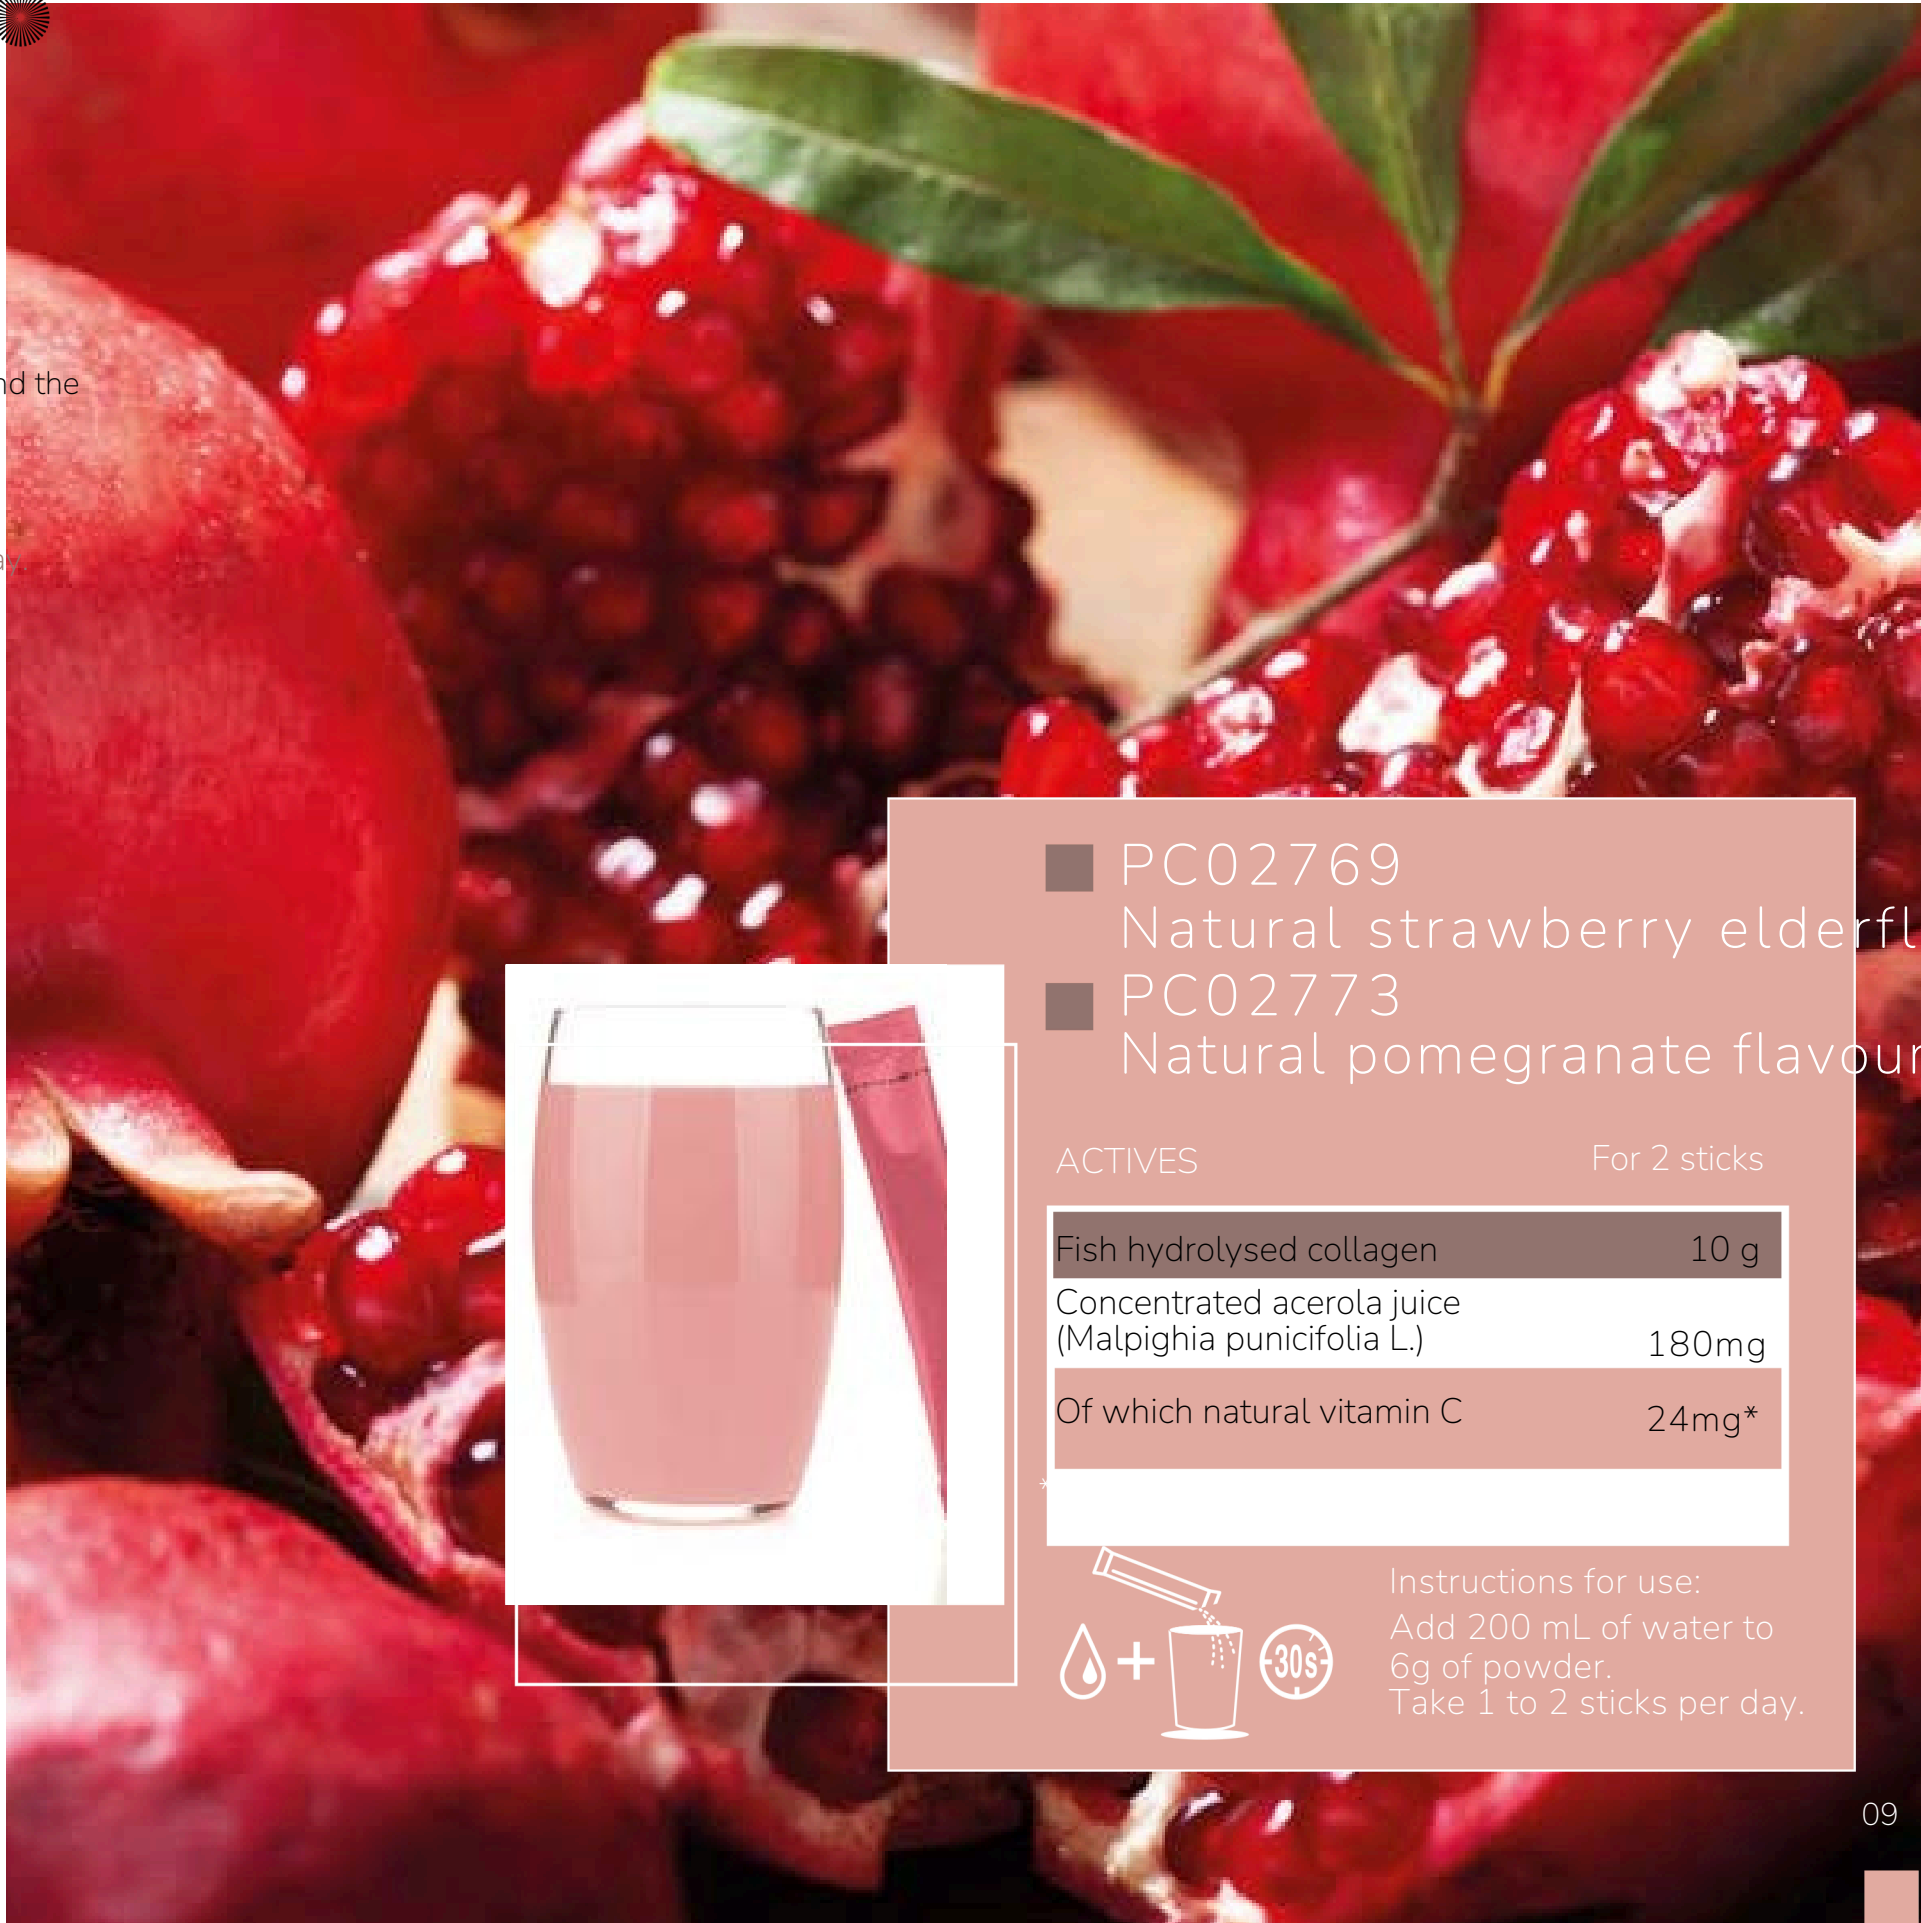 nd the
PC02769
Natural strawberry elderfl
PC02773
Natural pomegranate flavour
ACTIVES For 2 sticks
Fish hydrolysed collagen 10 g
Concentrated acerola juice
(Malpighia punicifolia L.) 180mg
Of which natural vitamin C 24mg*
*
30s
Instructions for use:
Add 200 mL of water to
6g of powder.
Take 1 to 2 sticks per day.
09